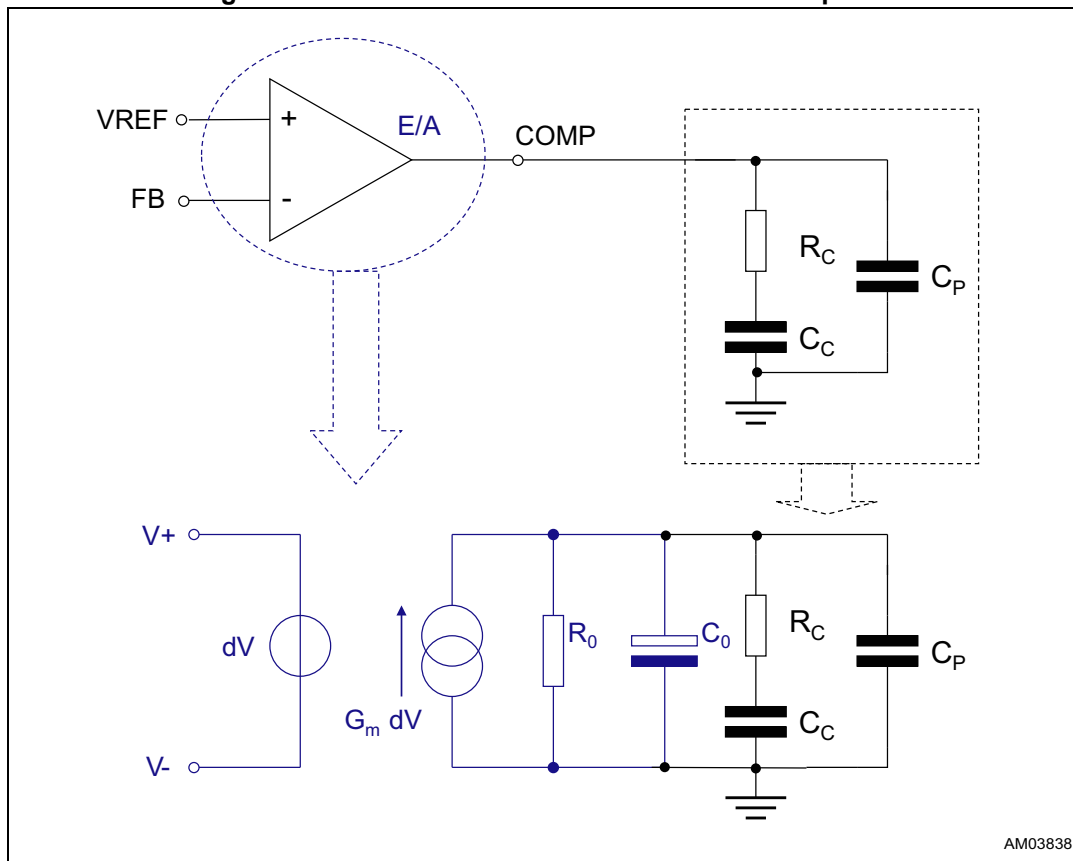 VREF
+
E/A
COMP
FB
-
R_C
C_P
C_C
V+
dV
G_m dV
R_0
C_0
R_C
C_P
C_C
V-
AM03838